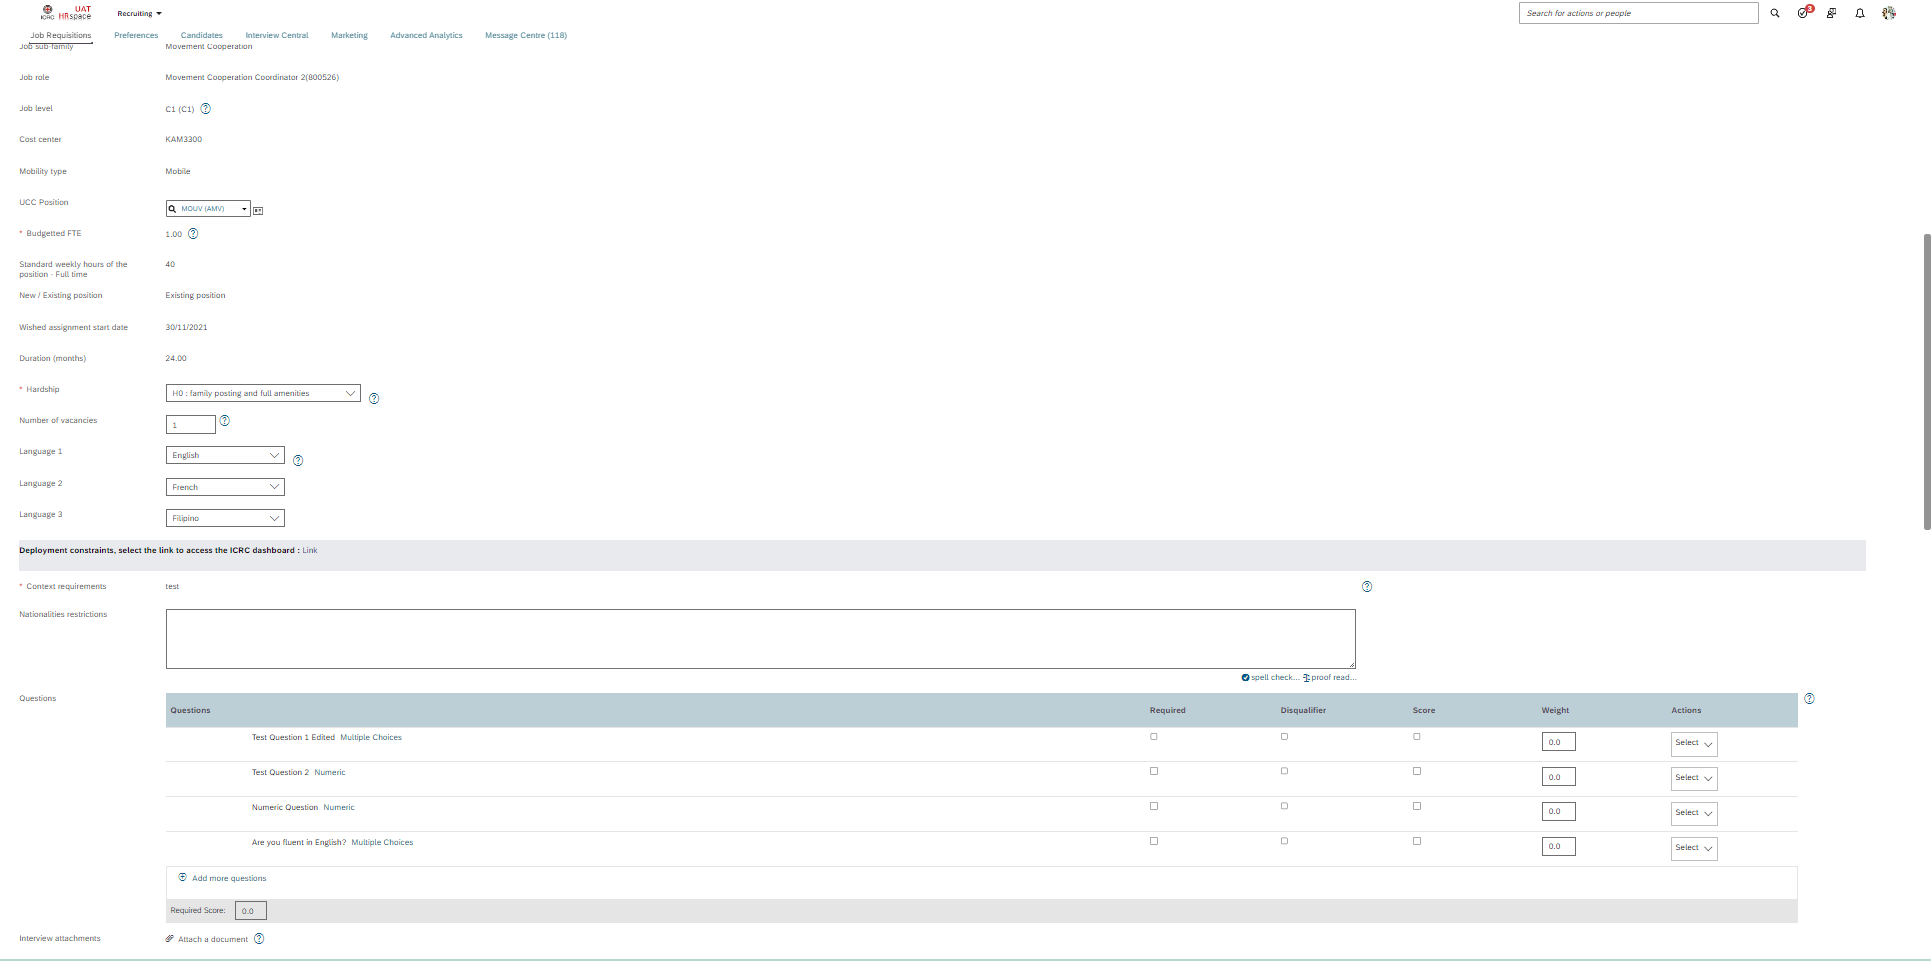 ICRC
UAT
HRspace
Recruiting
Search for actions or people
3
Job Requisitions Preferences Candidates Interview Central Marketing Advanced Analytics Message Centre (118)
Job sub-family Movement Cooperation
Job role Movement Cooperation Coordinator 2(800526)
Job level C1 (C1) ?
Cost center KAM3300
Mobility type Mobile
UCC Position MOUV (AMV)
* Budgetted FTE 1.00 ?
Standard weekly hours of the 40
position - Full time
New / Existing position Existing position
Wished assignment start date 30/11/2021
Duration (months) 24.00
* Hardship H0 : family posting and full amenities ?
Number of vacancies 1 ?
Language 1 English ?
Language 2 French
Language 3 Filipino
Deployment constraints, select the link to access the ICRC dashboard : Link
* Context requirements test ?
Nationalities restrictions
spell check... proof read...
Questions ?
Questions Required Disqualifier Score Weight Actions
Test Question 1 Edited Multiple Choices 0.0 Select
Test Question 2 Numeric 0.0 Select
Numeric Question Numeric 0.0 Select
Are you fluent in English? Multiple Choices 0.0 Select
Add more questions
Required Score: 0.0
Interview attachments Attach a document ?